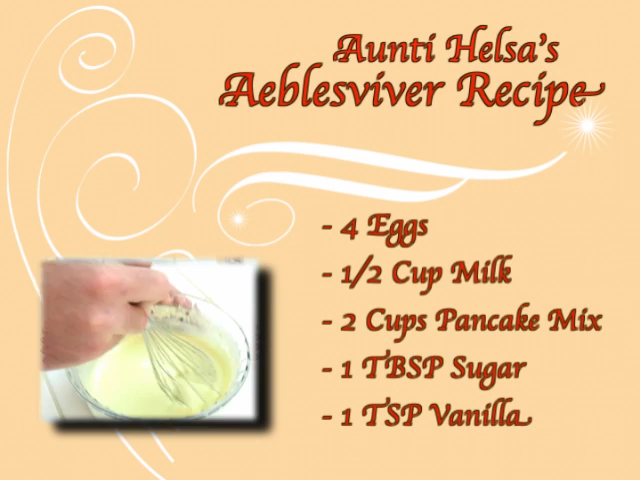 Aunti Helsa's
Aeblesviver Recipe
- 4 Eggs
- 1/2 Cup Milk
- 2 Cups Pancake Mix
- 1 TBSP Sugar
- 1 TSP Vanilla